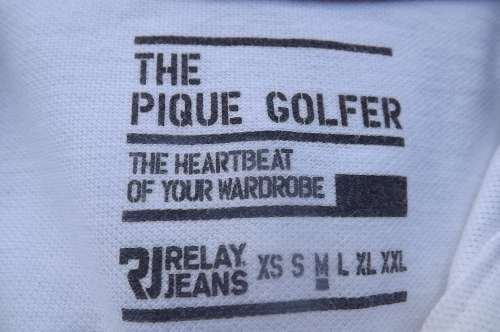 THE
PIQUE GOLFER
THE HEARTBEAT
OF YOUR WARDROBE
RJ RELAY JEANS XS S M L XL XXL